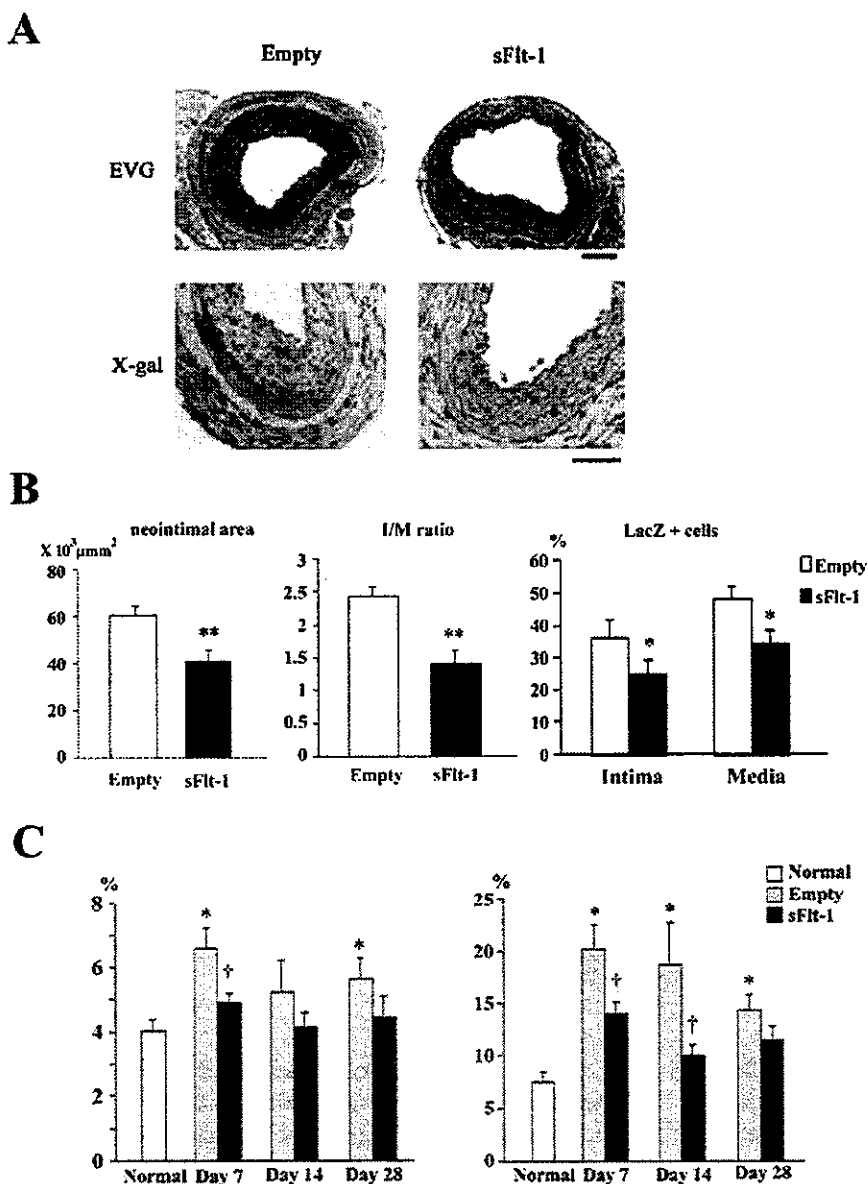 A
Empty sFlt-1
EVG
X-gal
B
neointimal area
X 10³μmm²
80
60
40
20
0
**
Empty sFlt-1
I/M ratio
3
2.5
2
1.5
1
0.5
0
**
Empty sFlt-1
LacZ + cells
%
60
50
40
30
20
10
0
* *
Intima Media
Empty
sFlt-1
C
%
8
6
4
2
0
* † *
Normal Day 7 Day 14 Day 28
%
25
20
15
10
5
0
* † * † *
Normal Day 7 Day 14 Day 28
Normal
Empty
sFlt-1